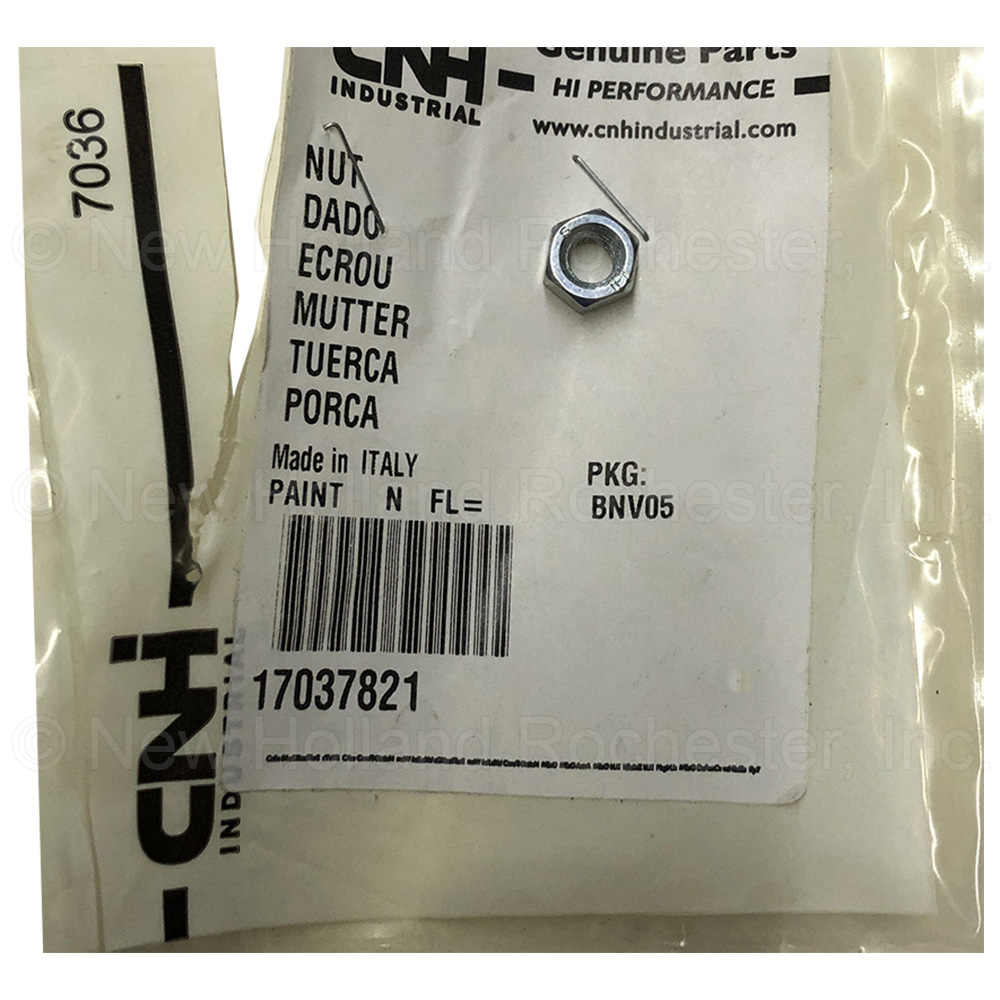 7036
CNH
INDUSTRIAL
CNH
INDUSTRIAL
Genuine Parts
HI PERFORMANCE
www.cnhindustrial.com
NUT
DADO
ECROU
MUTTER
TUERCA
PORCA
Made in ITALY
PAINT N FL=
PKG:
BNV05
17037821
© New Holland Rochester, Inc.
© New Holland Rochester, Inc.
© New Holland Rochester, Inc.